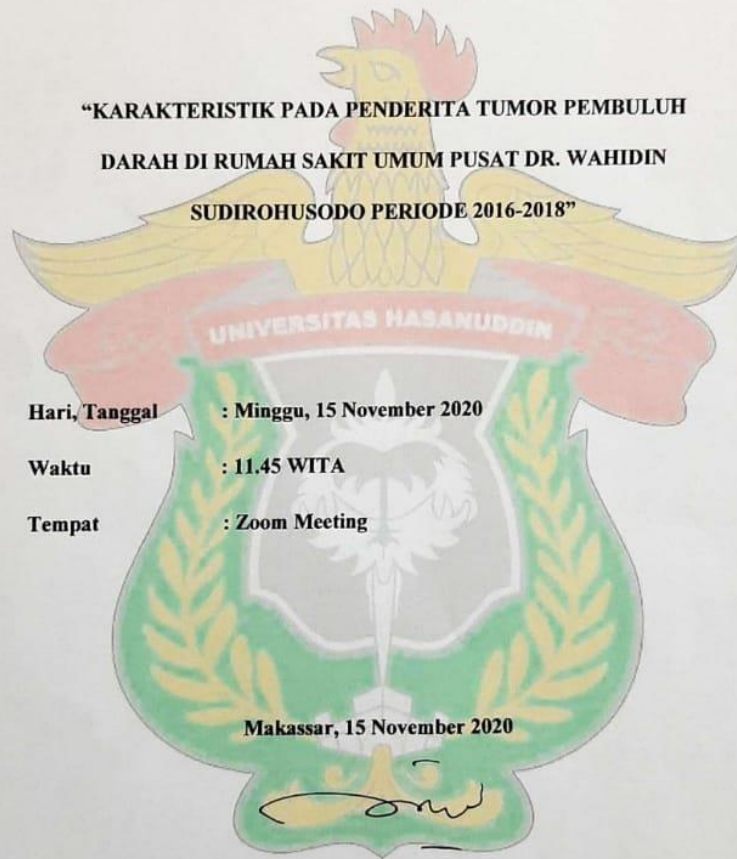 “KARAKTERISTIK PADA PENDERITA TUMOR PEMBULUH
DARAH DI RUMAH SAKIT UMUM PUSAT DR. WAHIDIN
SUDIROHUSODO PERIODE 2016-2018”
UNIVERSITAS HASANUDDIN
Hari, Tanggal : Minggu, 15 November 2020
Waktu : 11.45 WITA
Tempat : Zoom Meeting
Makassar, 15 November 2020